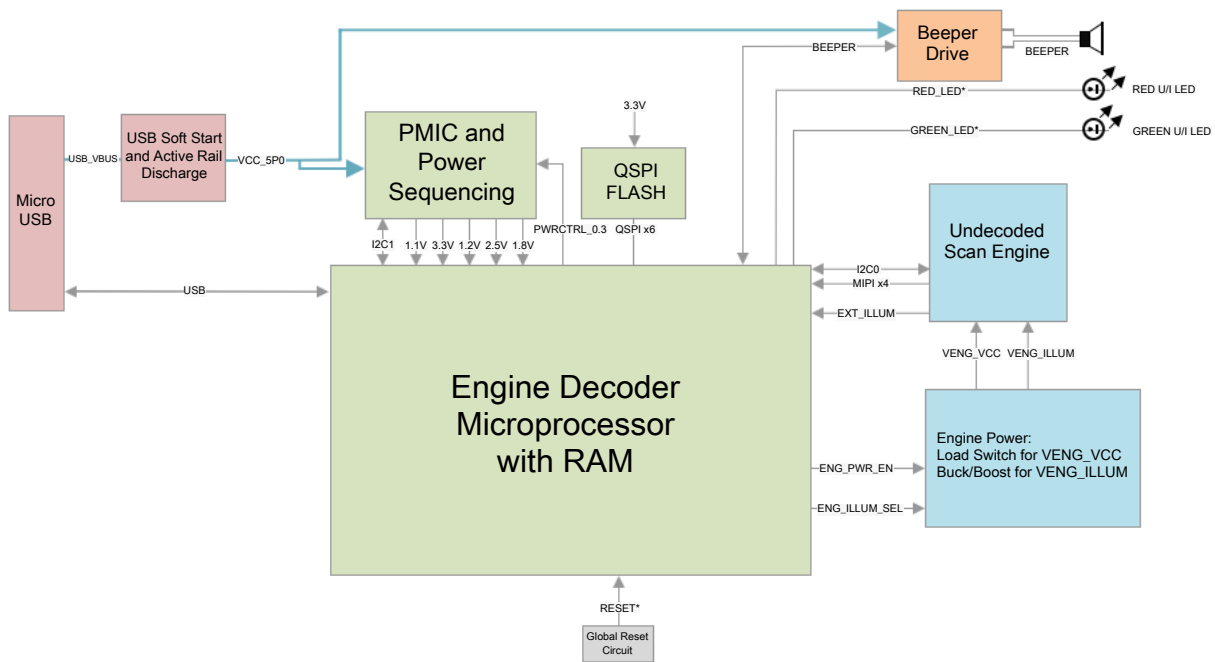 Beeper
Drive
BEEPER
BEEPER
RED_LED*
RED U/I LED
GREEN_LED*
GREEN U/I LED
3.3V
USB Soft Start
and Active Rail
Discharge
USB_VBUS
VCC_5P0
PMIC and
Power
Sequencing
QSPI
FLASH
Micro
USB
Undecoded
Scan Engine
I2C1
1.1V
3.3V
1.2V
2.5V
1.8V
PWRCTRL_0.3
QSPI x6
I2C0
MIPI x4
USB
EXT_ILLUM
VENG_VCC
VENG_ILLUM
Engine Decoder
Microprocessor
with RAM
Engine Power:
Load Switch for VENG_VCC
Buck/Boost for VENG_ILLUM
ENG_PWR_EN
ENG_ILLUM_SEL
RESET*
Global Reset
Circuit